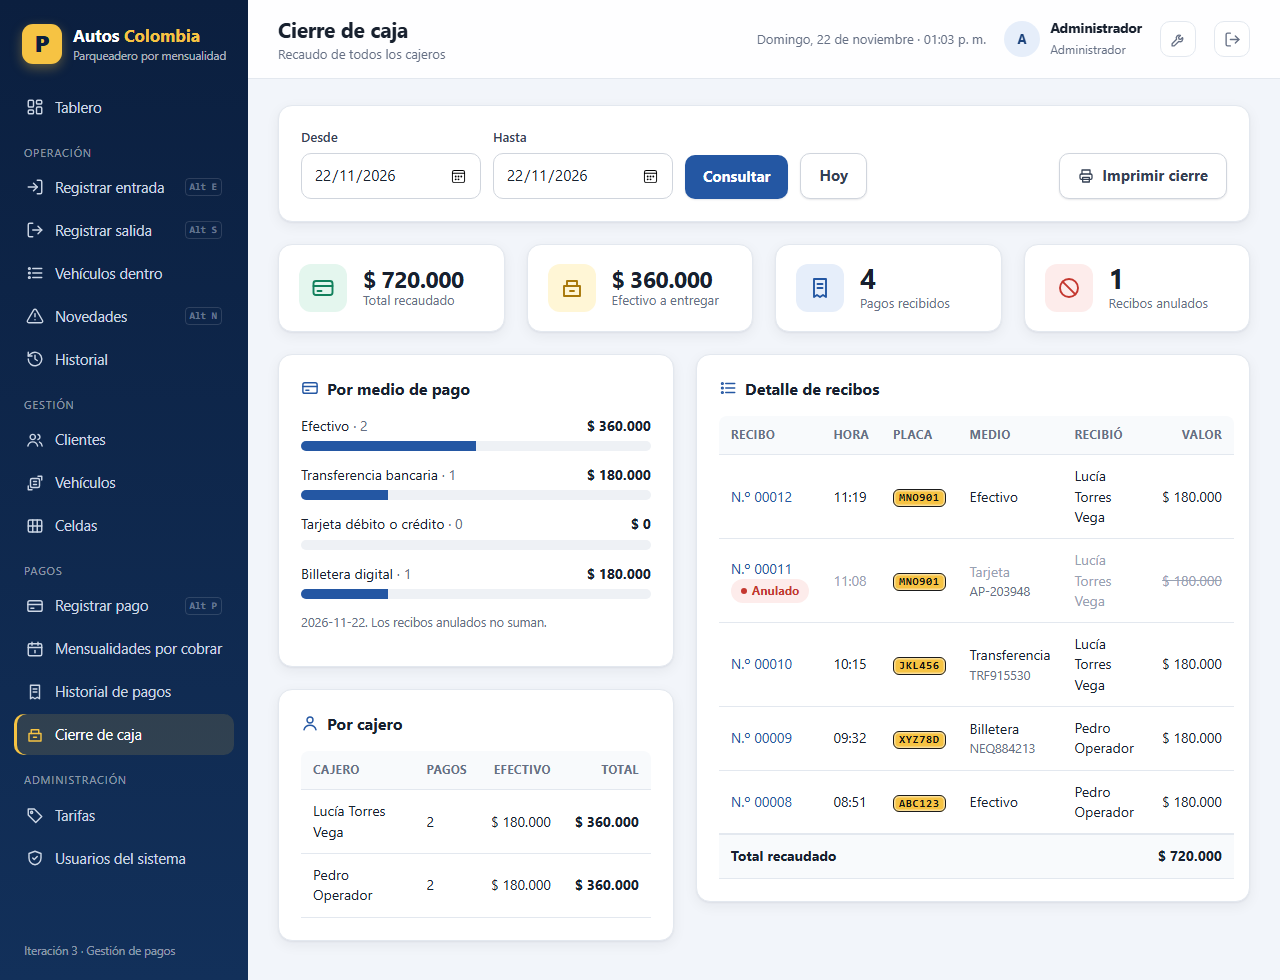 P
Autos Colombia
Parqueadero por mensualidad
Tablero
OPERACIÓN
Registrar entrada Alt E
Registrar salida Alt S
Vehículos dentro
Novedades Alt N
Historial
GESTIÓN
Clientes
Vehículos
Celdas
PAGOS
Registrar pago Alt P
Mensualidades por cobrar
Historial de pagos
Cierre de caja
ADMINISTRACIÓN
Tarifas
Usuarios del sistema
Iteración 3 · Gestión de pagos
Cierre de caja
Recaudo de todos los cajeros
Domingo, 22 de noviembre · 01:03 p. m.
A
Administrador
Administrador
Desde
22/11/2026
Hasta
22/11/2026
Consultar
Hoy
Imprimir cierre
$ 720.000
Total recaudado
$ 360.000
Efectivo a entregar
4
Pagos recibidos
1
Recibos anulados
Por medio de pago
Efectivo · 2 $ 360.000
Transferencia bancaria · 1 $ 180.000
Tarjeta débito o crédito · 0 $ 0
Billetera digital · 1 $ 180.000
2026-11-22. Los recibos anulados no suman.
Por cajero
CAJERO PAGOS EFECTIVO TOTAL
Lucía Torres
Vega
2 $ 180.000 $ 360.000
Pedro
Operador
2 $ 180.000 $ 360.000
Detalle de recibos
RECIBO HORA PLACA MEDIO RECIBIÓ VALOR
N.º 00012 11:19 MNO901 Efectivo
Lucía
Torres
Vega
$ 180.000
N.º 00011
Anulado
11:08 MNO901
Tarjeta
AP-203948
Lucía
Torres
Vega
$ 180.000
N.º 00010 10:15 JKL456
Transferencia
TRF915530
Lucía
Torres
Vega
$ 180.000
N.º 00009 09:32 XYZ78D
Billetera
NEQ884213
Pedro
Operador
$ 180.000
N.º 00008 08:51 ABC123 Efectivo
Pedro
Operador
$ 180.000
Total recaudado $ 720.000